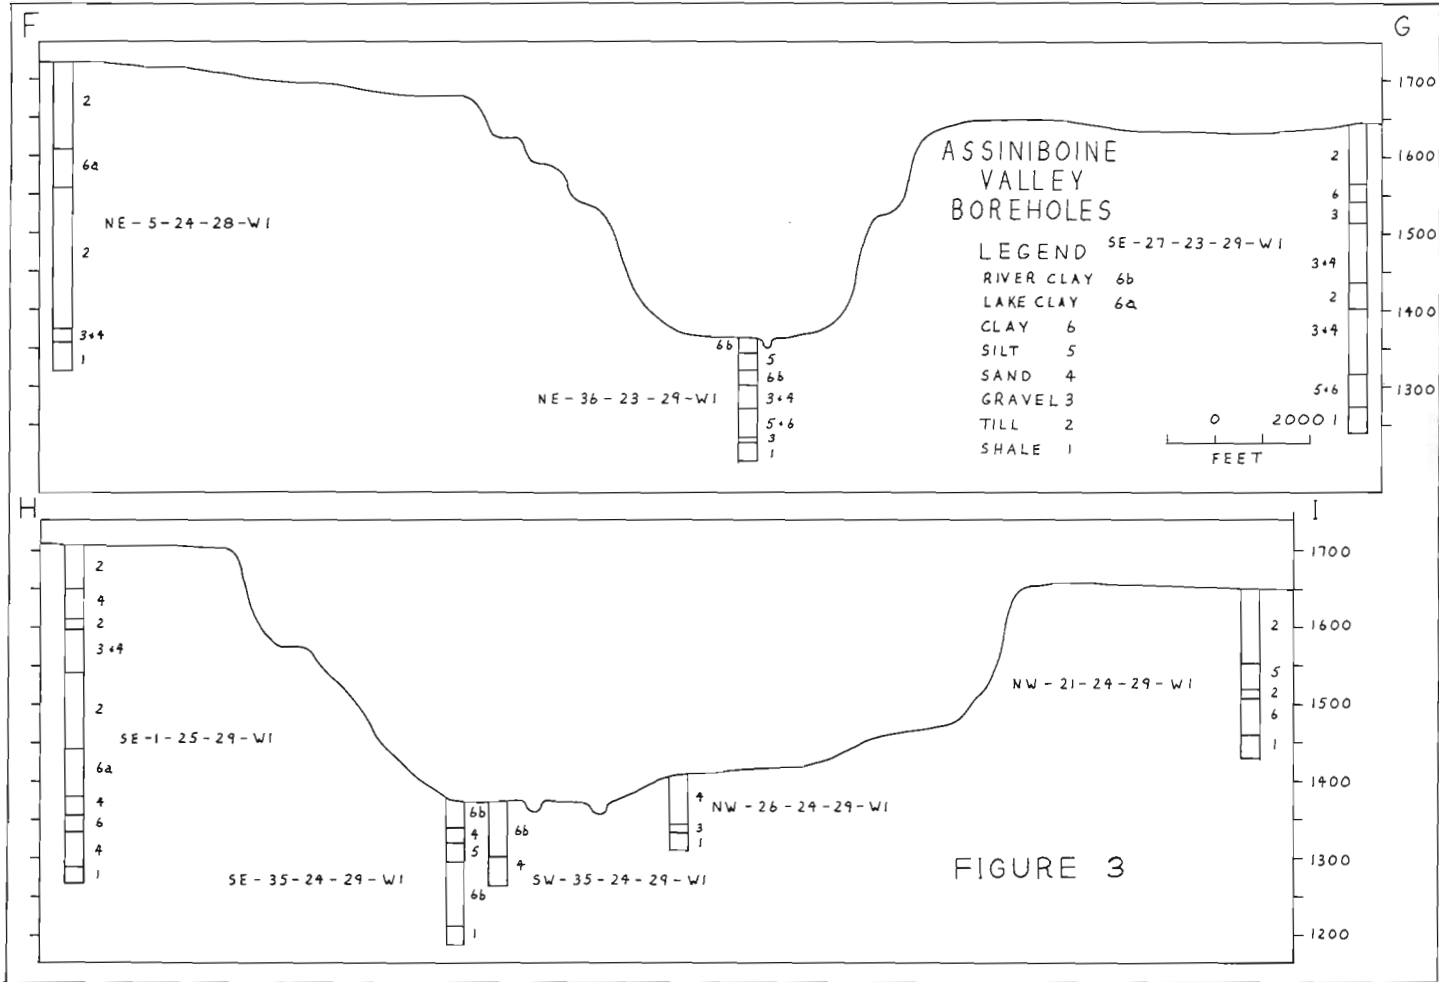 F
G
1700
1600
1500
1400
1300
2
6a
2
3+4
1
NE-5-24-28-W1
6b
5
6b
3+4
5+6
3
1
NE-36-23-29-W1
ASSINIBOINE
VALLEY
BOREHOLES
LEGEND
RIVER CLAY 6b
LAKE CLAY 6a
CLAY 6
SILT 5
SAND 4
GRAVEL 3
TILL 2
SHALE 1
SE-27-23-29-W1
2
6
3
3+4
2
3+4
5+6
1
0 2000
FEET
H
I
1700
1600
1500
1400
1300
1200
2
4
2
3+4
2
6a
4
6
4
1
SE-1-25-29-W1
6b
4
5
6b
1
SE-35-24-29-W1
6b
4
SW-35-24-29-W1
4
3
1
NW-26-24-29-W1
2
5
2
6
1
NW-21-24-29-W1
FIGURE 3